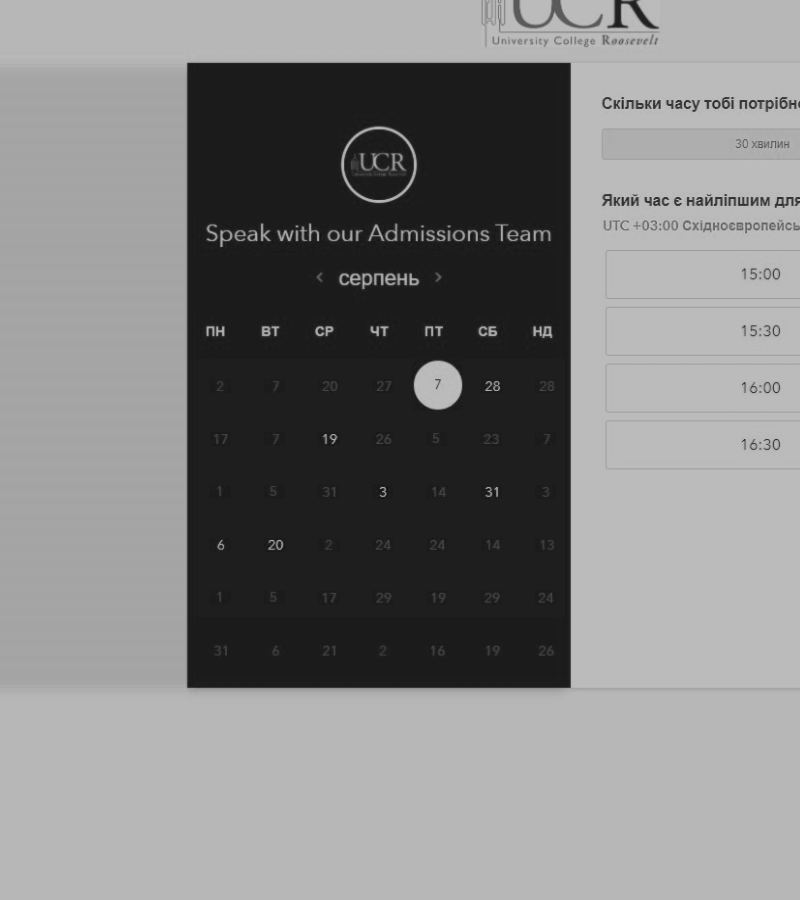 UCR
University College Roosevelt
UCR
Speak with our Admissions Team
< серпень >
ПН ВТ СР ЧТ ПТ СБ НД
2 7 20 27 7 28 28
17 7 19 26 5 23 7
1 5 31 3 14 31 3
6 20 2 24 24 14 13
1 5 17 29 19 29 24
31 6 21 2 16 19 26
Скільки часу тобі потрібно
30 хвилин
Який час є найліпшим для
UTC +03:00 Східноєвропейсь
15:00
15:30
16:00
16:30